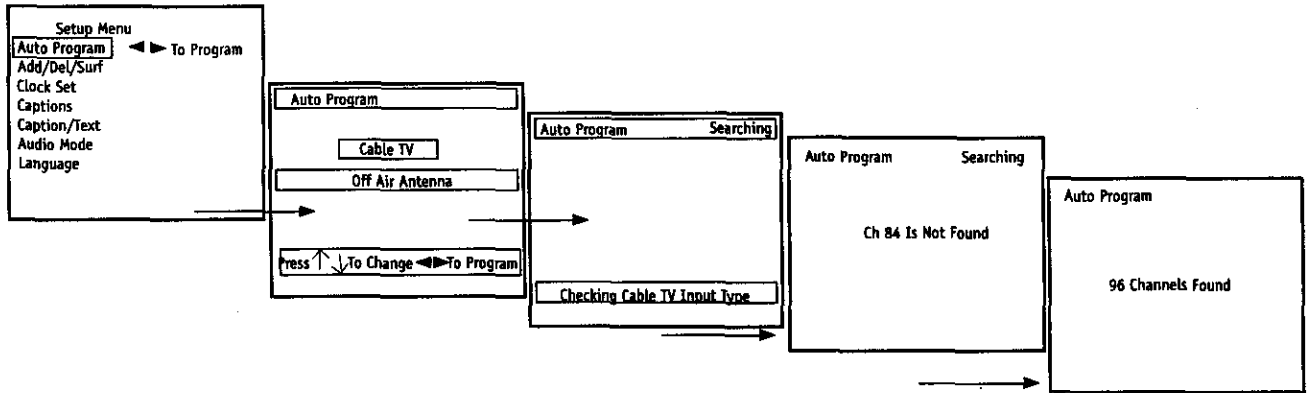 Setup Menu
Auto Program ◄ ► To Program
Add/Del/Surf
Clock Set
Captions
Caption/Text
Audio Mode
Language
Auto Program
Cable TV
Off Air Antenna
Press ↑ ↓ To Change ◄►To Program
Auto Program Searching
Checking Cable TV Input Type
Auto Program Searching
Ch 84 Is Not Found
Auto Program
96 Channels Found